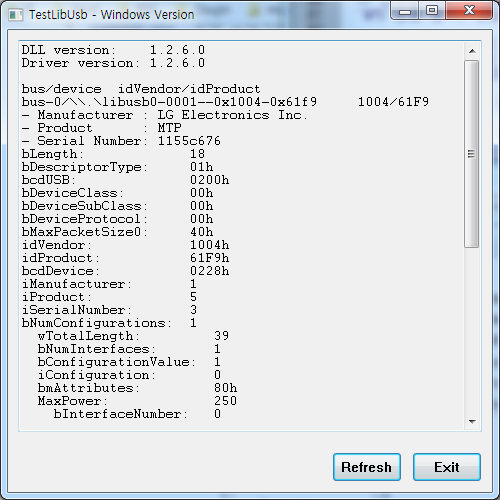 TestLibUsb - Windows Version
DLL version:    1.2.6.0
Driver version: 1.2.6.0
bus/device  idVendor/idProduct
bus-0/\\.\libusb0-0001--0x1004-0x61f9     1004/61F9
- Manufacturer : LG Electronics Inc.
- Product      : MTP
- Serial Number: 1155c676
bLength:             18
bDescriptorType:     01h
bcdUSB:              0200h
bDeviceClass:        00h
bDeviceSubClass:     00h
bDeviceProtocol:     00h
bMaxPacketSize0:     40h
idVendor:            1004h
idProduct:           61F9h
bcdDevice:           0228h
iManufacturer:       1
iProduct:            5
iSerialNumber:       3
bNumConfigurations:  1
  wTotalLength:         39
  bNumInterfaces:       1
  bConfigurationValue:  1
  iConfiguration:       0
  bmAttributes:         80h
  MaxPower:             250
    bInterfaceNumber:   0
Refresh Exit